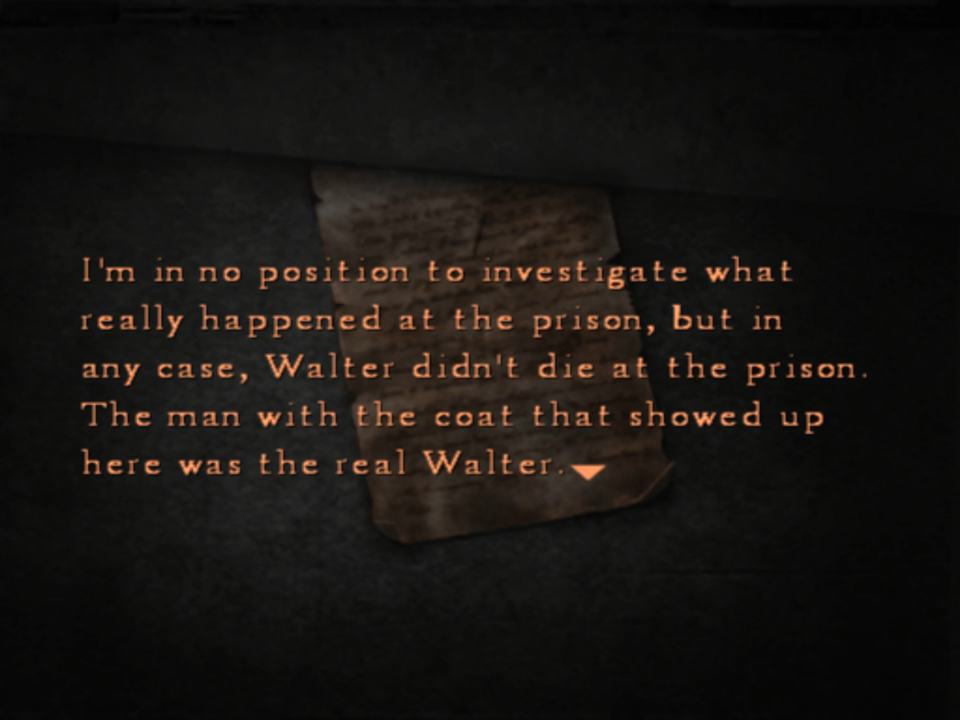 I'm in no position to investigate what
really happened at the prison, but in
any case, Walter didn't die at the prison.
The man with the coat that showed up
here was the real Walter.